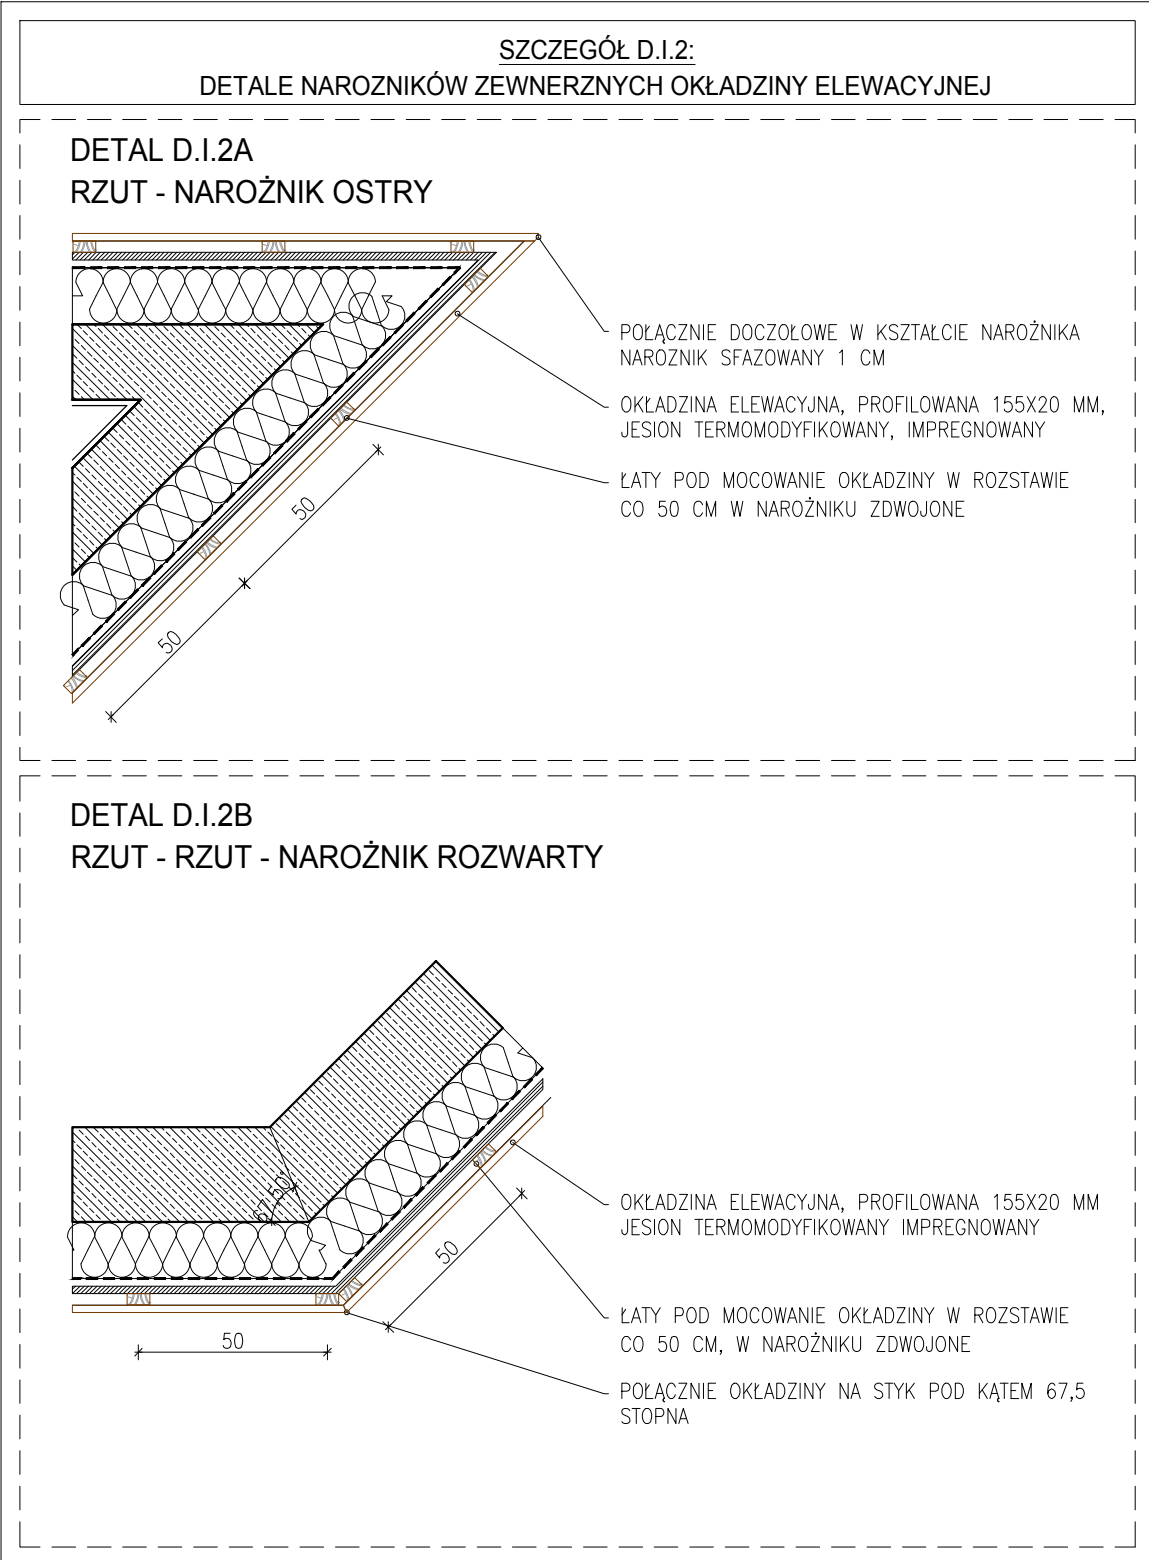 SZCZEGÓŁ D.I.2:
DETALE NAROZNIKÓW ZEWNERZNYCH OKŁADZINY ELEWACYJNEJ
DETAL D.I.2A
RZUT - NAROŻNIK OSTRY
POŁĄCZNIE DOCZOŁOWE W KSZTAŁCIE NAROŻNIKA
NAROZNIK SFAZOWANY 1 CM
OKŁADZINA ELEWACYJNA, PROFILOWANA 155X20 MM,
JESION TERMOMODYFIKOWANY, IMPREGNOWANY
ŁATY POD MOCOWANIE OKŁADZINY W ROZSTAWIE
CO 50 CM W NAROŻNIKU ZDWOJONE
50
50
DETAL D.I.2B
RZUT - RZUT - NAROŻNIK ROZWARTY
67,50°
OKŁADZINA ELEWACYJNA, PROFILOWANA 155X20 MM
JESION TERMOMODYFIKOWANY IMPREGNOWANY
50
ŁATY POD MOCOWANIE OKŁADZINY W ROZSTAWIE
CO 50 CM, W NAROŻNIKU ZDWOJONE
50
POŁĄCZNIE OKŁADZINY NA STYK POD KĄTEM 67,5
STOPNA